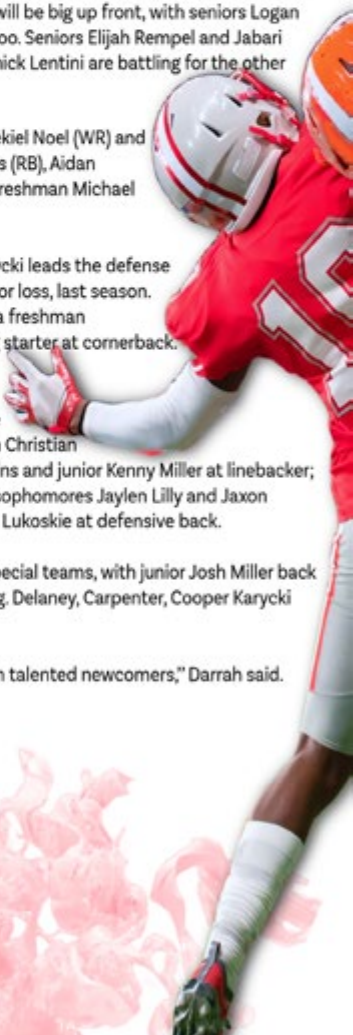 will be big up front, with seniors Logan
oo. Seniors Elijah Rempel and Jabari
nick Lentini are battling for the other
ekiel Noel (WR) and
s (RB), Aidan
reshman Michael
cki leads the defense
or loss, last season.
a freshman
starter at cornerback.
n Christian
ns and junior Kenny Miller at linebacker;
sophomores Jaylen Lilly and Jaxon
Lukoskie at defensive back.
pecial teams, with junior Josh Miller back
g. Delaney, Carpenter, Cooper Karycki
n talented newcomers,” Darrah said.